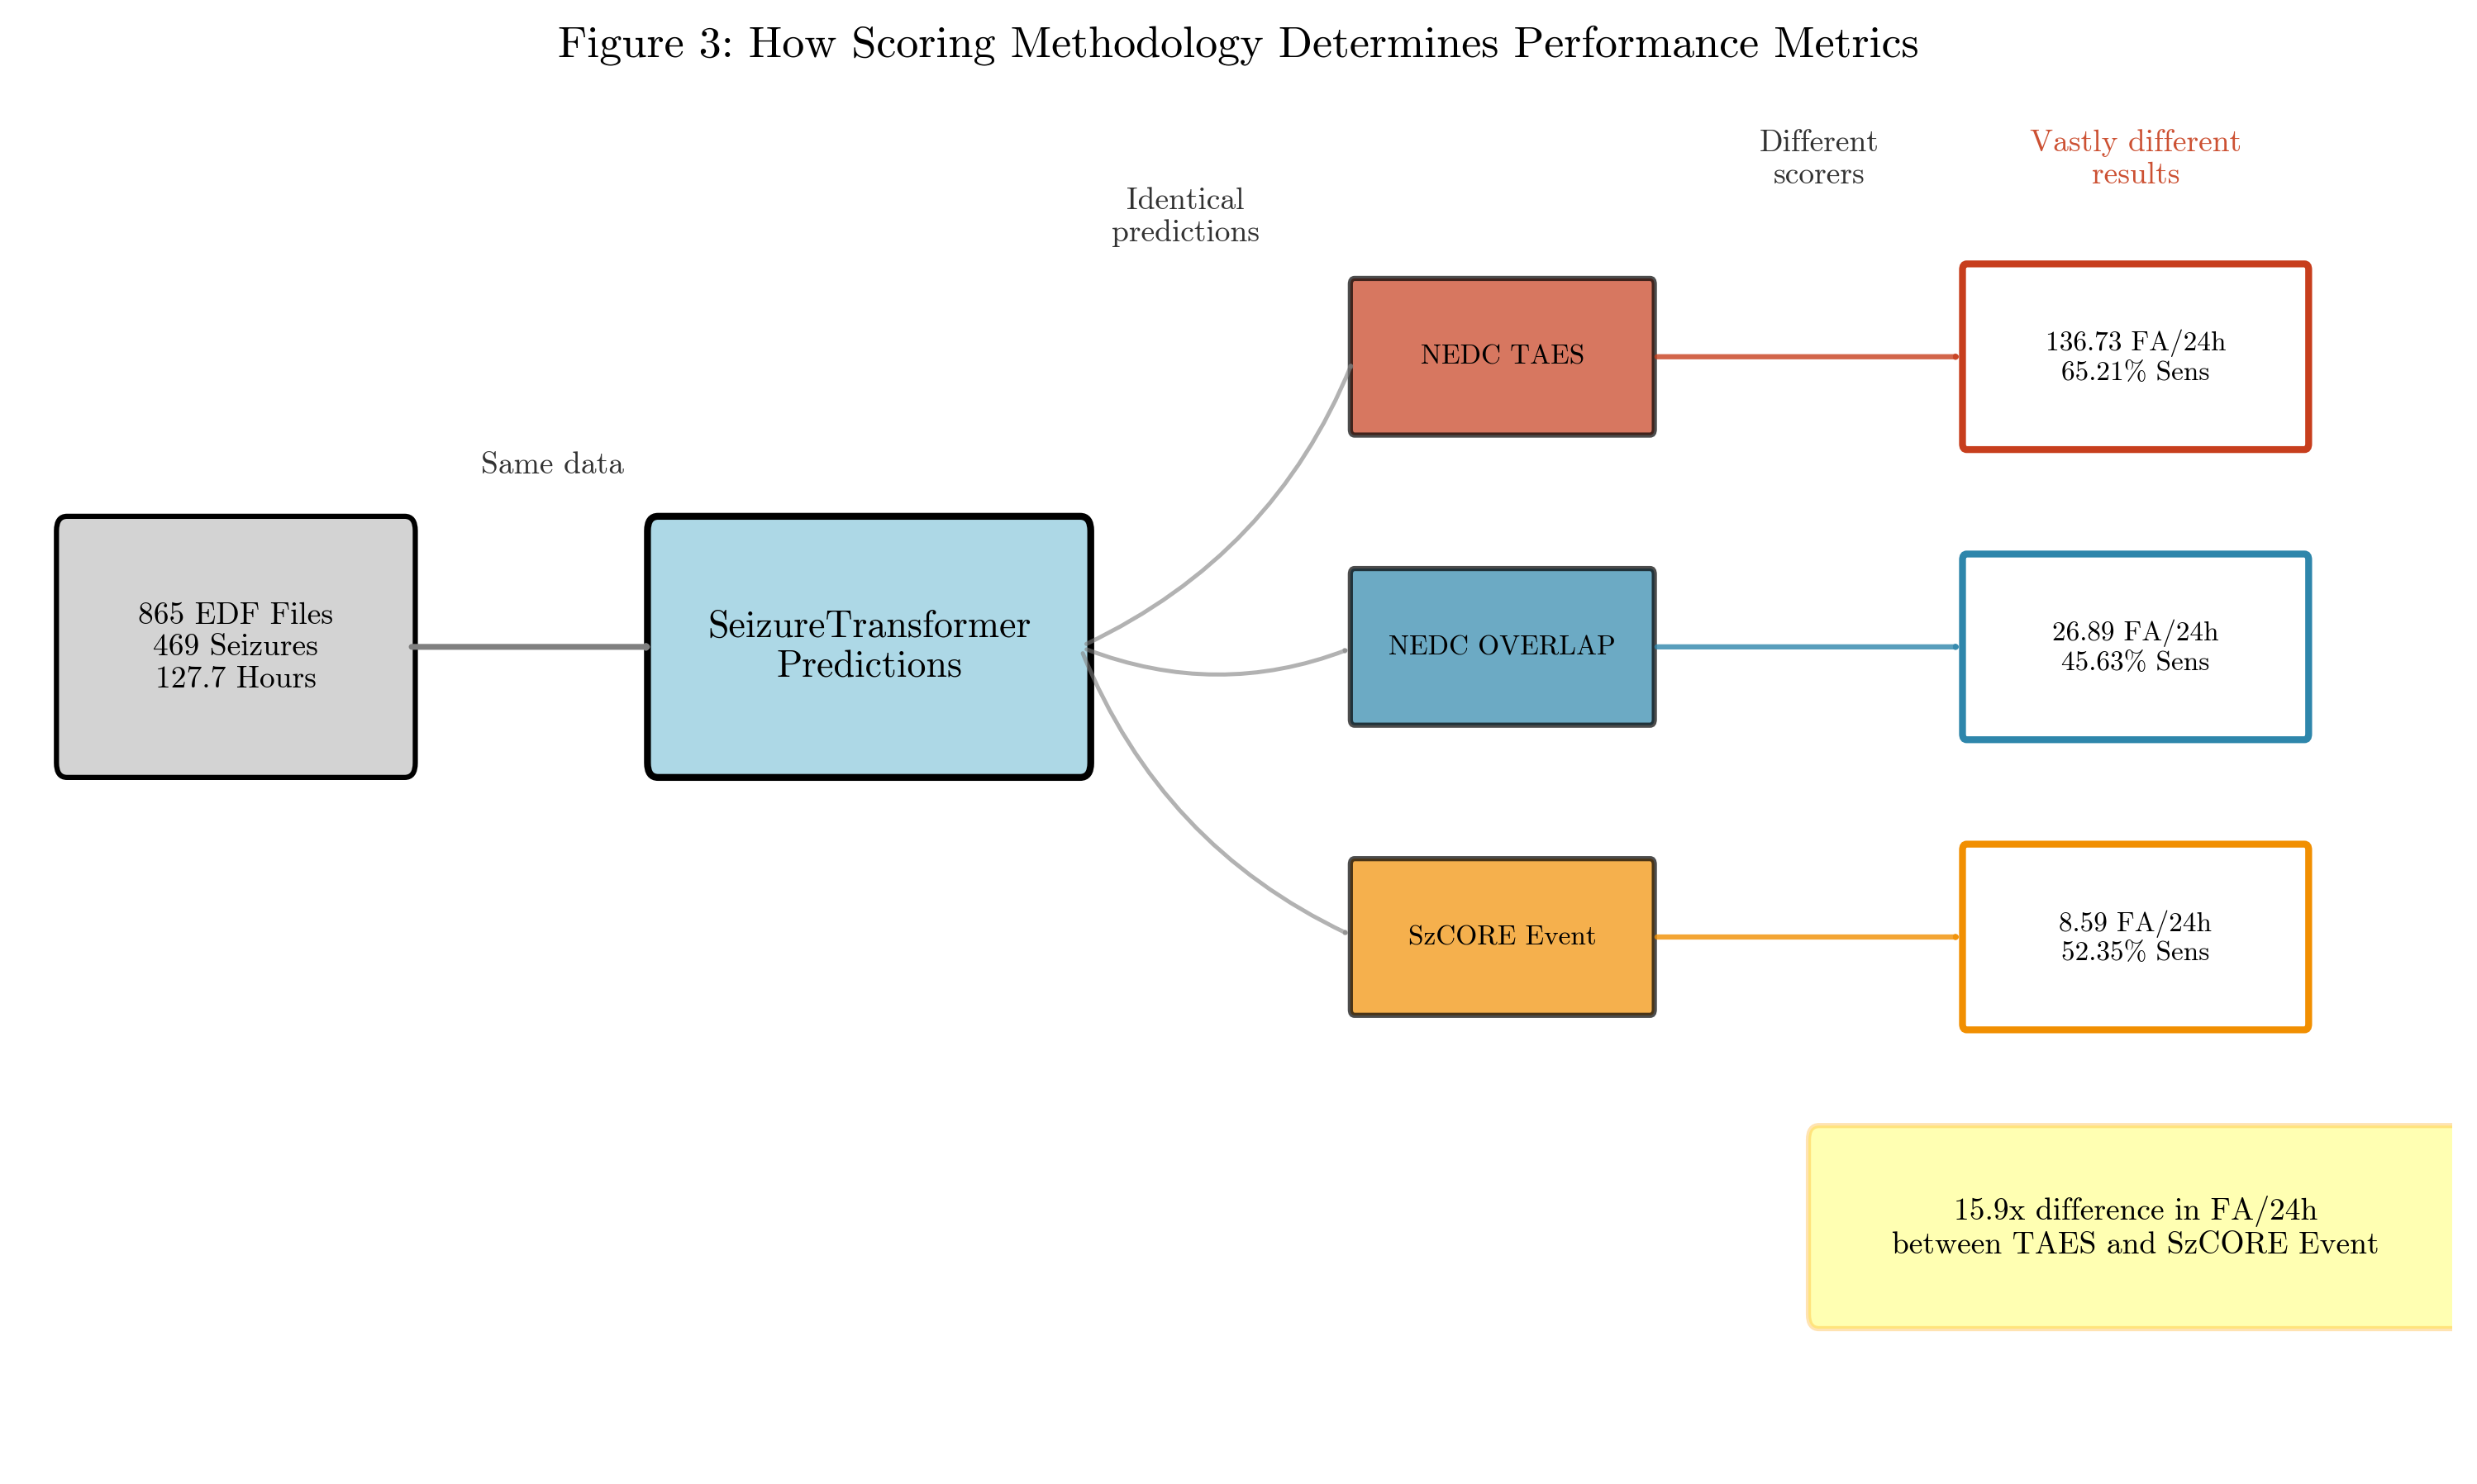 Figure 3: How Scoring Methodology Determines Performance Metrics
Different
scorers
Vastly different
results
Identical
predictions
Same data
865 EDF Files
469 Seizures
127.7 Hours
SeizureTransformer
Predictions
NEDC TAES
136.73 FA/24h
65.21% Sens
NEDC OVERLAP
26.89 FA/24h
45.63% Sens
SzCORE Event
8.59 FA/24h
52.35% Sens
15.9x difference in FA/24h
between TAES and SzCORE Event